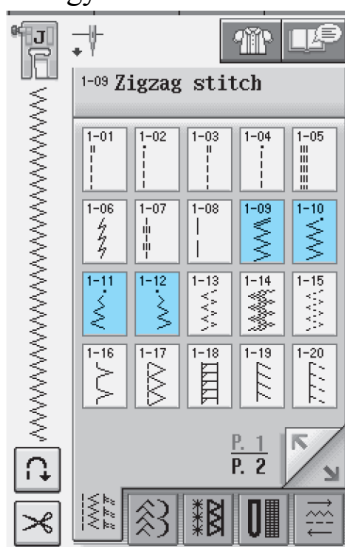 J
1-09 Zigzag stitch
1-01 1-02 1-03 1-04 1-05
1-06 1-07 1-08 1-09 1-10
1-11 1-12 1-13 1-14 1-15
1-16 1-17 1-18 1-19 1-20
P. 1
P. 2